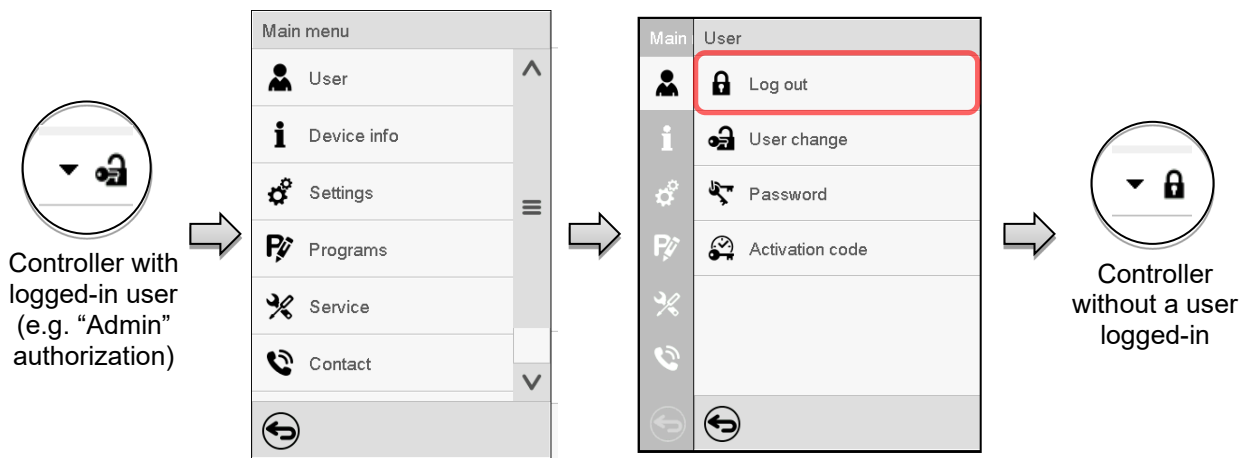 Controller with
logged-in user
(e.g. “Admin”
authorization)
Main menu
User
Device info
Settings
Programs
Service
Contact
Main
User
Log out
User change
Password
Activation code
Controller
without a user
logged-in